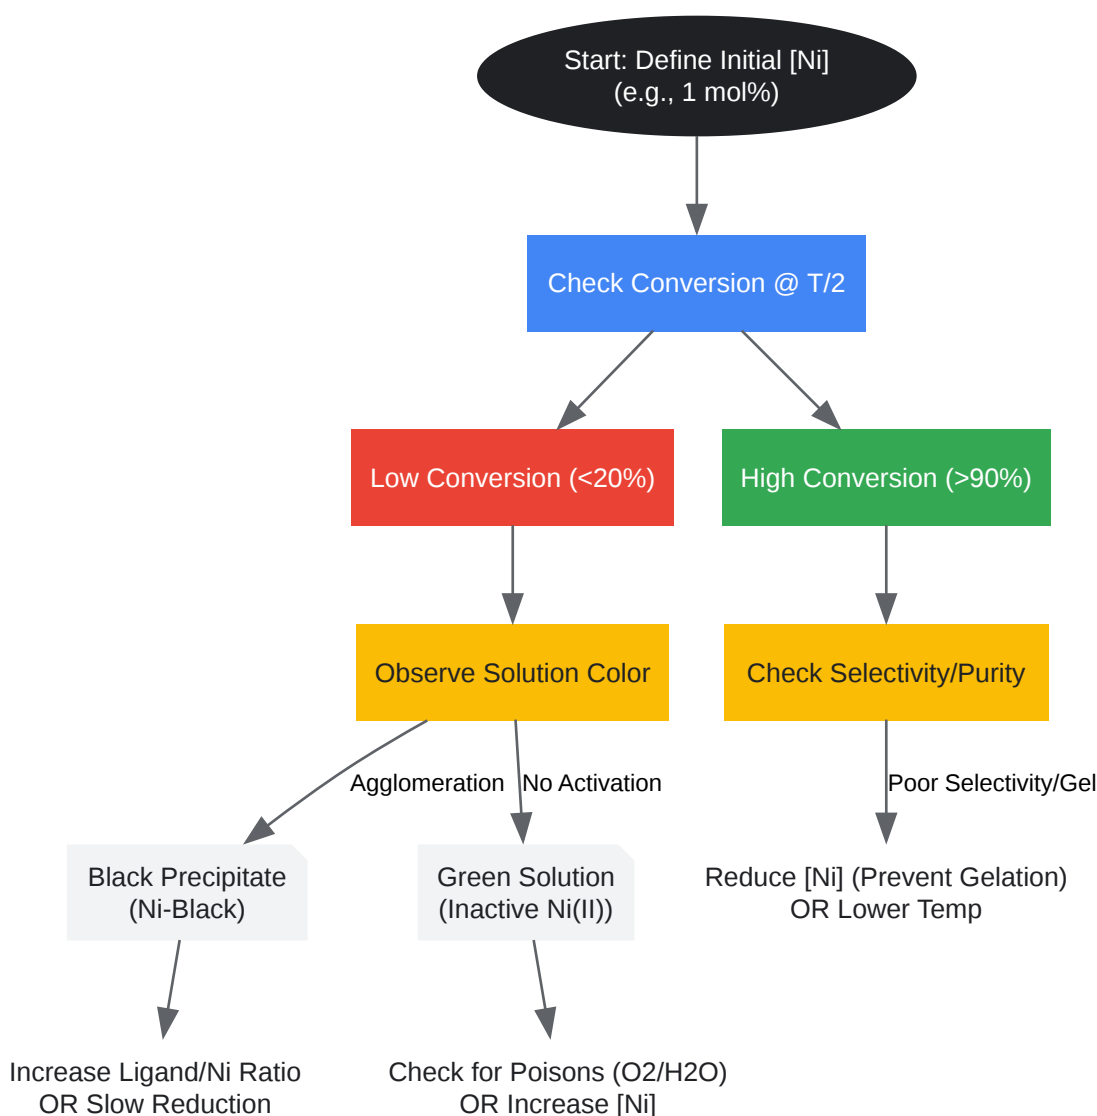 Start: Define Initial [Ni]
(e.g., 1 mol%)
Check Conversion @ T/2
Low Conversion (<20%)
High Conversion (>90%)
Observe Solution Color
Check Selectivity/Purity
Agglomeration
No Activation
Poor Selectivity/Gel
Black Precipitate
(Ni-Black)
Green Solution
(Inactive Ni(II))
Reduce [Ni] (Prevent Gelation)
OR Lower Temp
Increase Ligand/Ni Ratio
OR Slow Reduction
Check for Poisons (O2/H2O)
OR Increase [Ni]